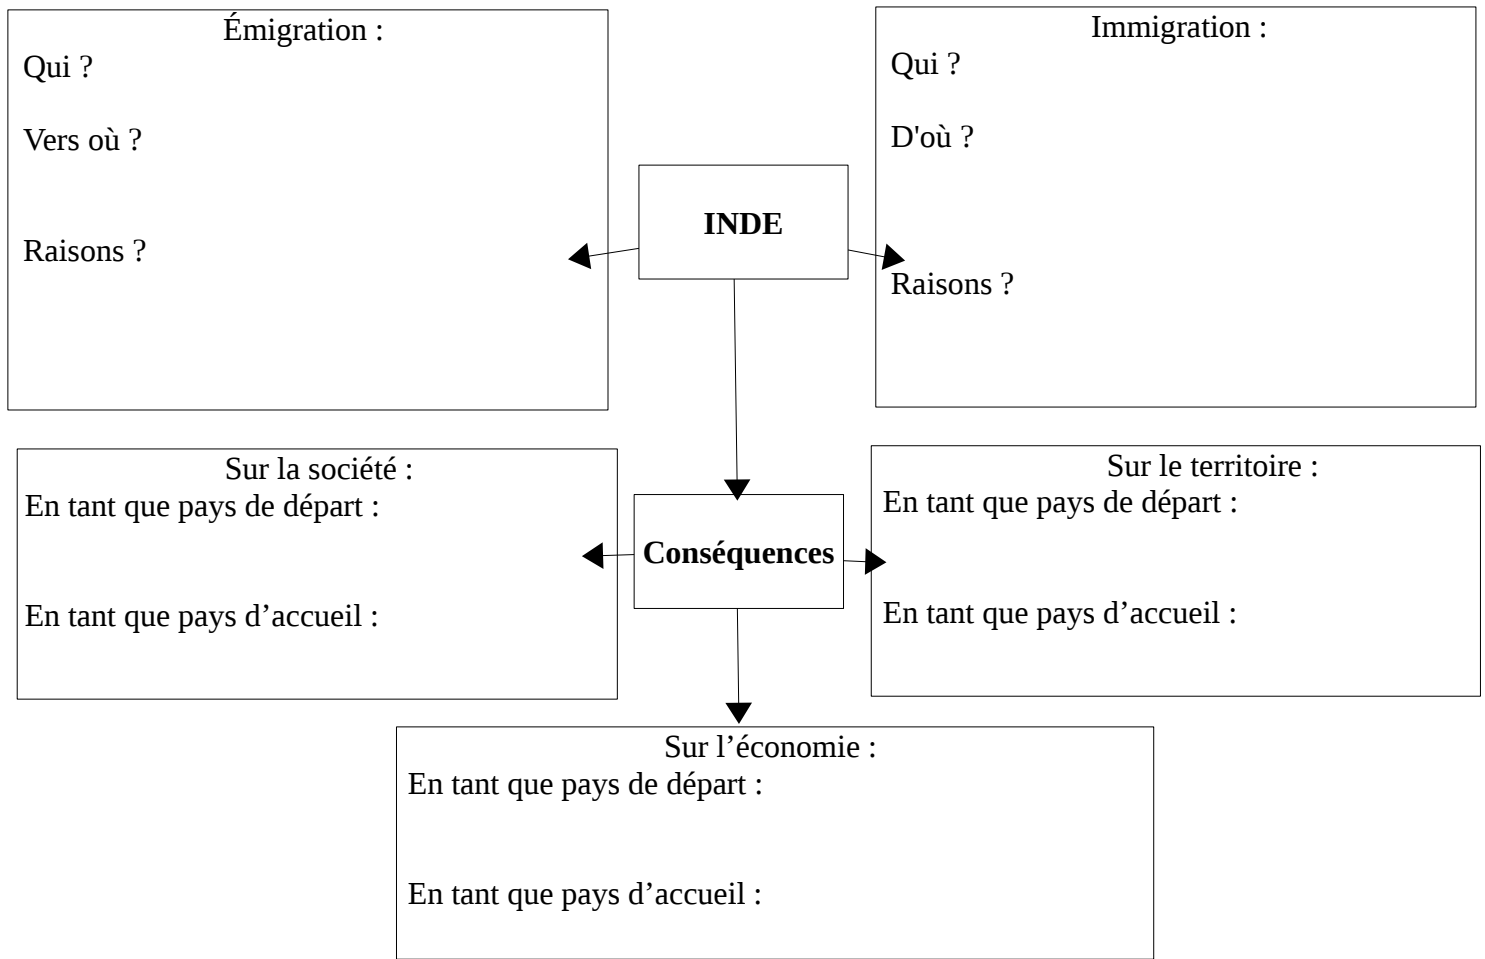 Émigration :
Qui ?
Vers où ?
Raisons ?
Immigration :
Qui ?
D'où ?
Raisons ?
INDE
Sur la société :
En tant que pays de départ :
En tant que pays d’accueil :
Conséquences
Sur le territoire :
En tant que pays de départ :
En tant que pays d’accueil :
Sur l’économie :
En tant que pays de départ :
En tant que pays d’accueil :